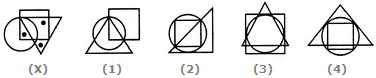 (X) (1) (2) (3) (4)